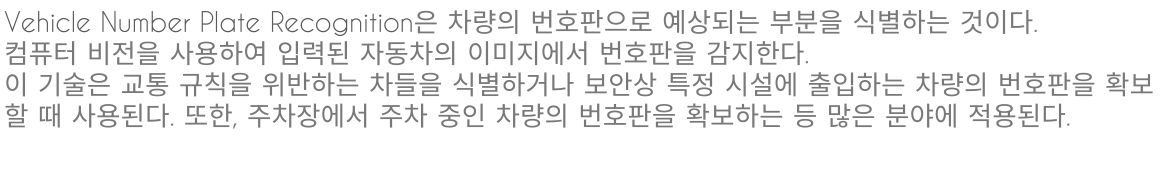 Vehicle Number Plate Recognition은 차량의 번호판으로 예상되는 부분을 식별하는 것이다.
컴퓨터 비전을 사용하여 입력된 자동차의 이미지에서 번호판을 감지한다.
이 기술은 교통 규칙을 위반하는 차들을 식별하거나 보안상 특정 시설에 출입하는 차량의 번호판을 확보
할 때 사용된다. 또한, 주차장에서 주차 중인 차량의 번호판을 확보하는 등 많은 분야에 적용된다.